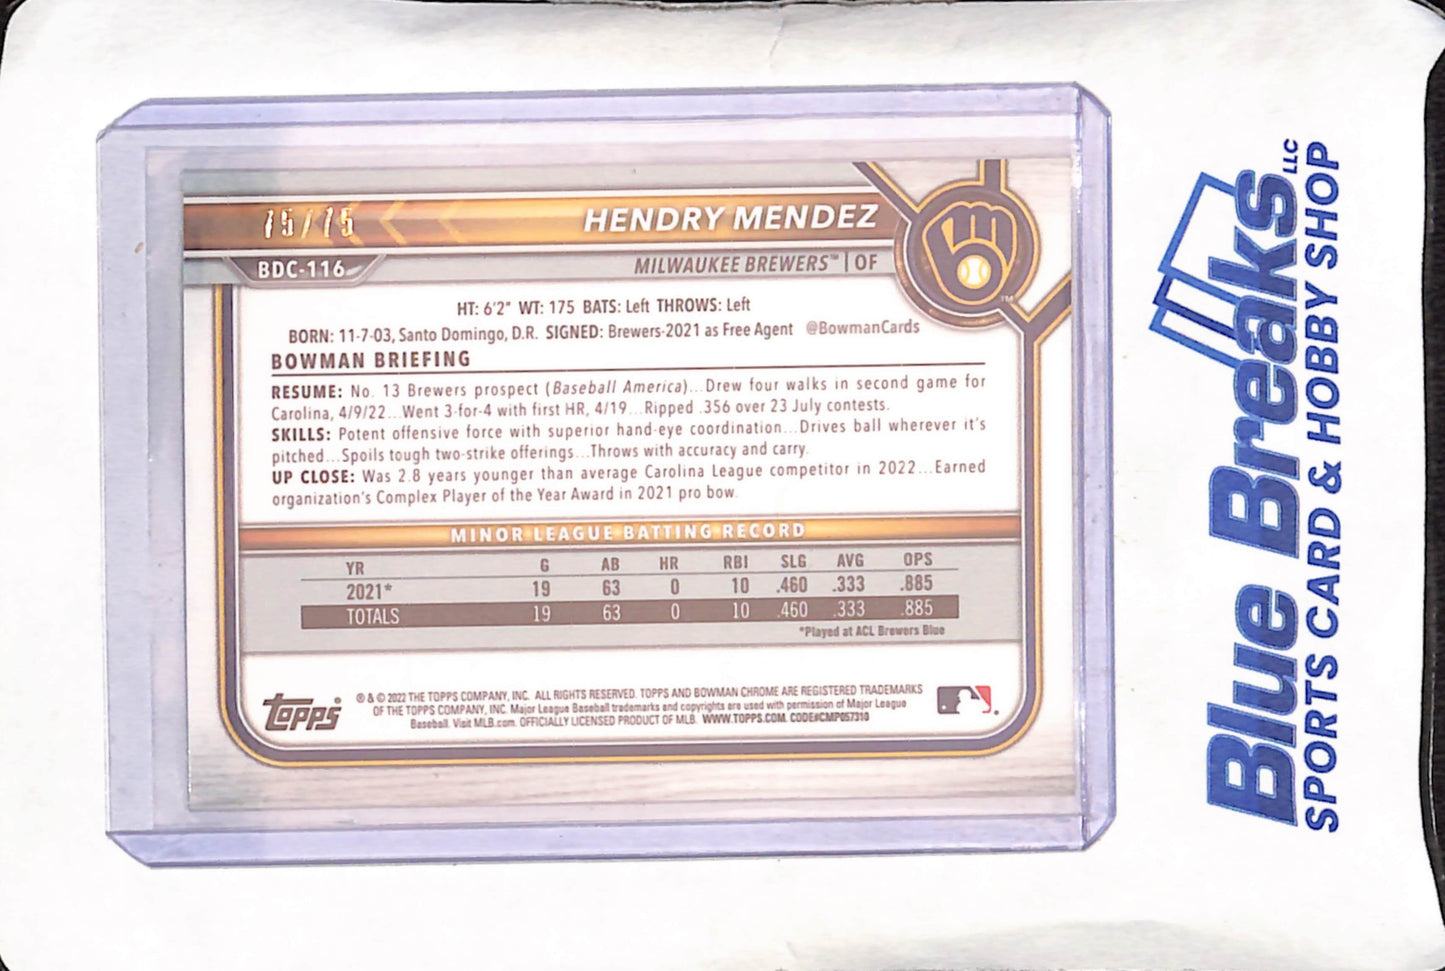 75/75
HENDRY MENDEZ
BDC-116
MILWAUKEE BREWERS™ | OF
HT: 6'2" WT: 175 BATS: Left THROWS: Left
BORN: 11-7-03, Santo Domingo, D.R. SIGNED: Brewers-2021 as Free Agent @BowmanCards
BOWMAN BRIEFING
RESUME: No. 13 Brewers prospect (Baseball America)...Drew four walks in second game for
Carolina, 4/9/22...Went 3-for-4 with first HR, 4/19...Ripped .356 over 23 July contests.
SKILLS: Potent offensive force with superior hand-eye coordination...Drives ball wherever it's
pitched...Spoils tough two-strike offerings...Throws with accuracy and carry.
UP CLOSE: Was 2.8 years younger than average Carolina League competitor in 2022...Earned
organization's Complex Player of the Year Award in 2021 pro bow.
MINOR LEAGUE BATTING RECORD
YR G AB HR RBI SLG AVG OPS
2021* 19 63 0 10 .460 .333 .885
TOTALS 19 63 0 10 .460 .333 .885
*Played at ACL Brewers Blue
Topps®
® & © 2022 THE TOPPS COMPANY, INC. ALL RIGHTS RESERVED. TOPPS AND BOWMAN CHROME ARE REGISTERED TRADEMARKS
OF THE TOPPS COMPANY, INC. Major League Baseball trademarks and copyrights are used with permission of Major League
Baseball. Visit MLB.com. OFFICIALLY LICENSED PRODUCT OF MLB. WWW.TOPPS.COM. CODE#CMP057310
Blue Breaks LLC
SPORTS CARD & HOBBY SHOP